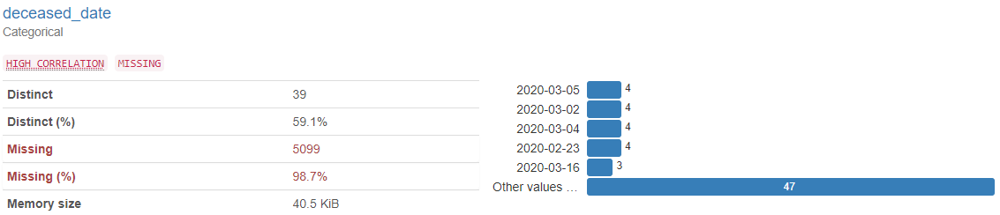 deceased_date
Categorical
HIGH CORRELATION MISSING
Distinct 39
Distinct (%) 59.1%
Missing 5099
Missing (%) 98.7%
Memory size 40.5 KiB
2020-03-05 4
2020-03-02 4
2020-03-04 4
2020-02-23 4
2020-03-16 3
Other values ... 47